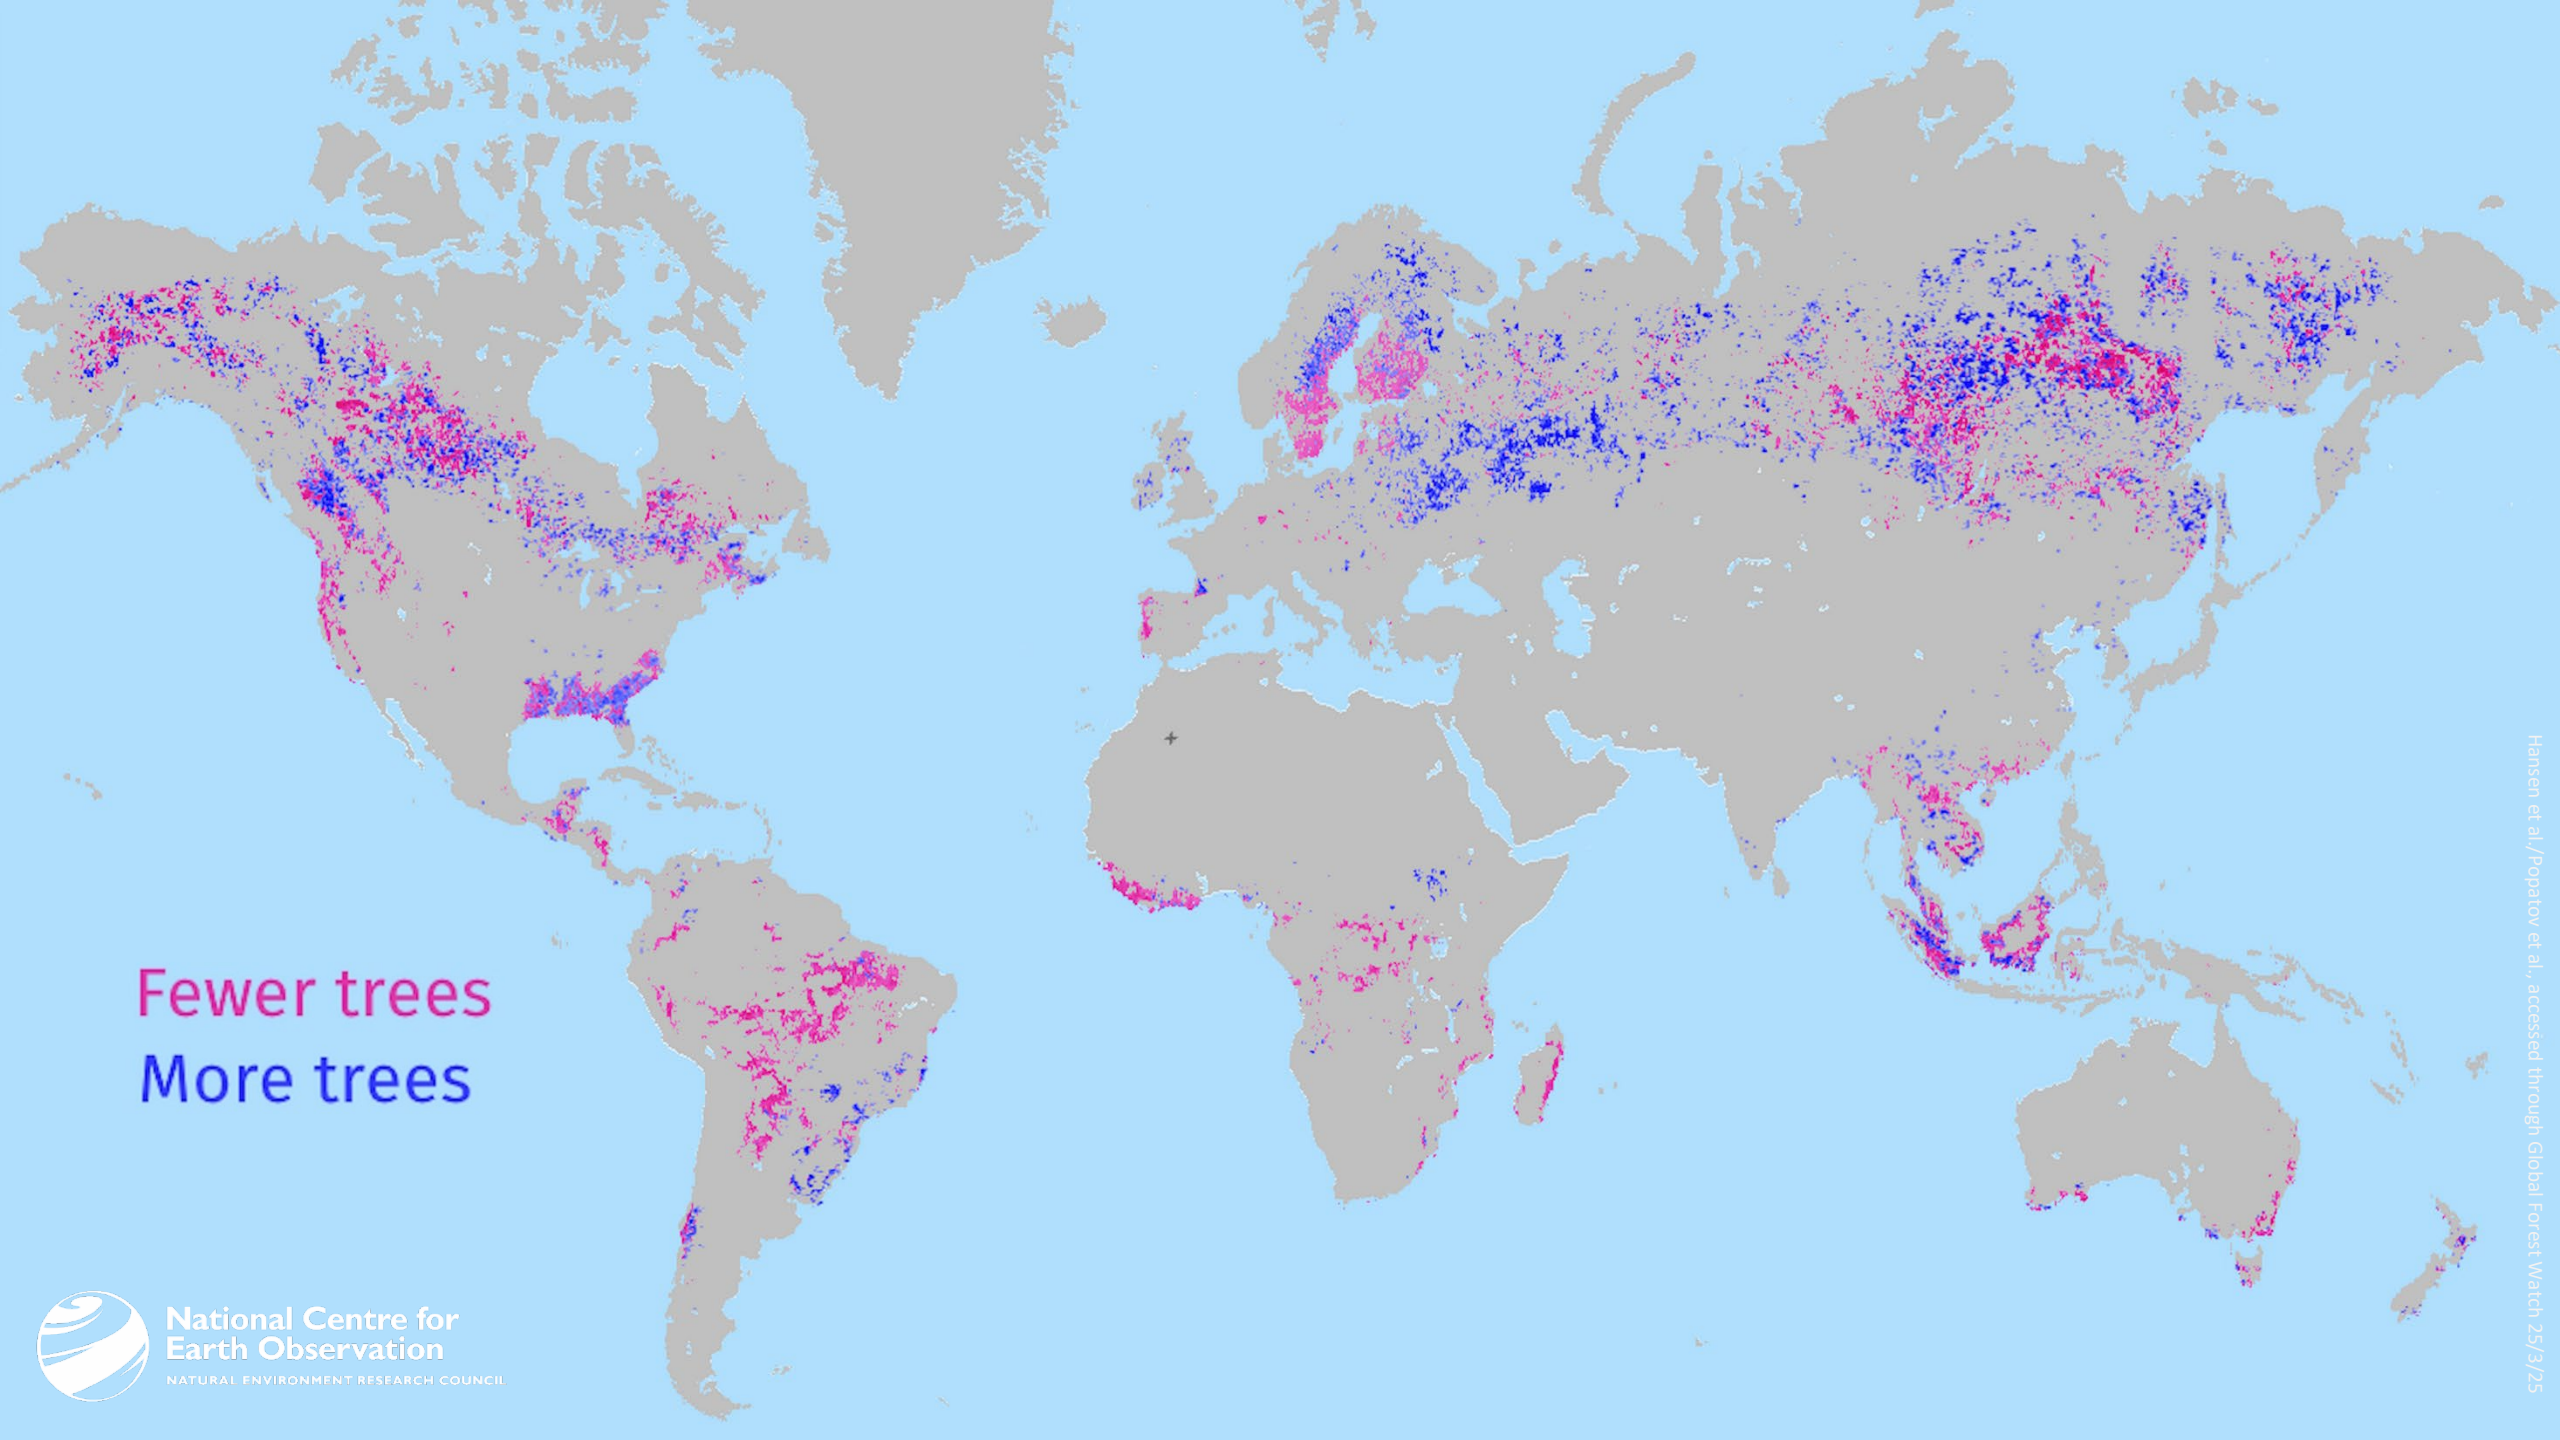 Fewer trees
More trees
National Centre for
Earth Observation
NATURAL ENVIRONMENT RESEARCH COUNCIL
Hansen et al./Popatov et al., accessed through Global Forest Watch 25/3/25